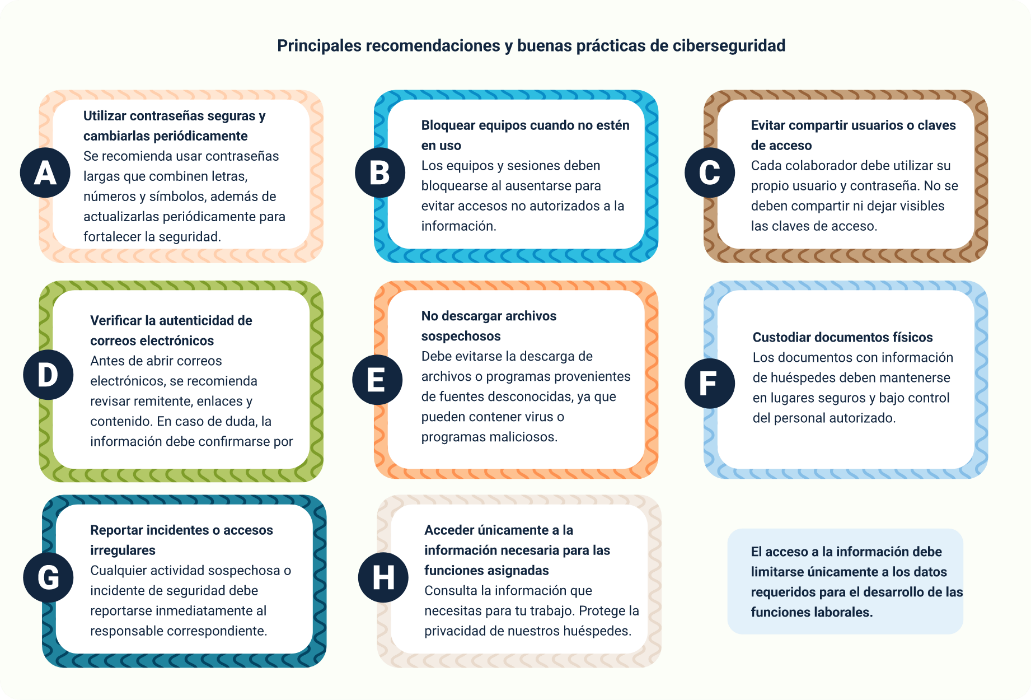 Principales recomendaciones y buenas prácticas de ciberseguridad
A
Utilizar contraseñas seguras y
cambiarlas periódicamente
Se recomienda usar contraseñas
largas que combinen letras,
números y símbolos, además de
actualizarlas periódicamente para
fortalecer la seguridad.
B
Bloquear equipos cuando no estén
en uso
Los equipos y sesiones deben
bloquearse al ausentarse para
evitar accesos no autorizados a la
información.
C
Evitar compartir usuarios o claves
de acceso
Cada colaborador debe utilizar su
propio usuario y contraseña. No se
deben compartir ni dejar visibles
las claves de acceso.
D
Verificar la autenticidad de
correos electrónicos
Antes de abrir correos
electrónicos, se recomienda
revisar remitente, enlaces y
contenido. En caso de duda, la
información debe confirmarse por
E
No descargar archivos
sospechosos
Debe evitarse la descarga de
archivos o programas provenientes
de fuentes desconocidas, ya que
pueden contener virus o
programas maliciosos.
F
Custodiar documentos físicos
Los documentos con información
de huéspedes deben mantenerse
en lugares seguros y bajo control
del personal autorizado.
G
Reportar incidentes o accesos
irregulares
Cualquier actividad sospechosa o
incidente de seguridad debe
reportarse inmediatamente al
responsable correspondiente.
H
Acceder únicamente a la
información necesaria para las
funciones asignadas
Consulta la información que
necesitas para tu trabajo. Protege la
privacidad de nuestros huéspedes.
El acceso a la información debe
limitarse únicamente a los datos
requeridos para el desarrollo de las
funciones laborales.